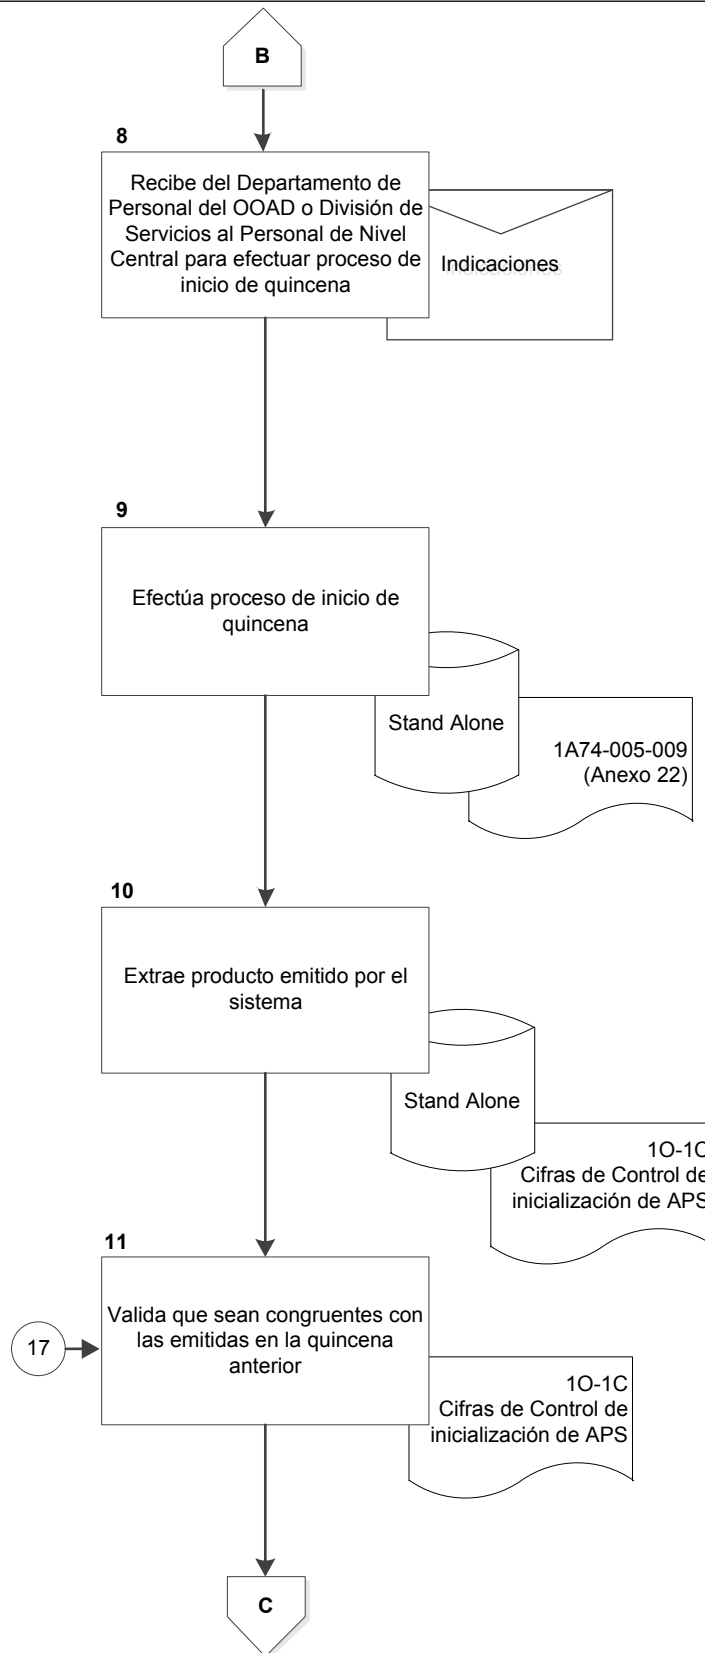 B
8
Recibe del Departamento de
Personal del OOAD o División de
Servicios al Personal de Nivel
Central para efectuar proceso de
inicio de quincena
Indicaciones
9
Efectúa proceso de inicio de
quincena
Stand Alone
1A74-005-009
(Anexo 22)
10
Extrae producto emitido por el
sistema
Stand Alone
1O-1C
Cifras de Control de
inicialización de APS
11
Valida que sean congruentes con
las emitidas en la quincena
anterior
17
1O-1C
Cifras de Control de
inicialización de APS
C